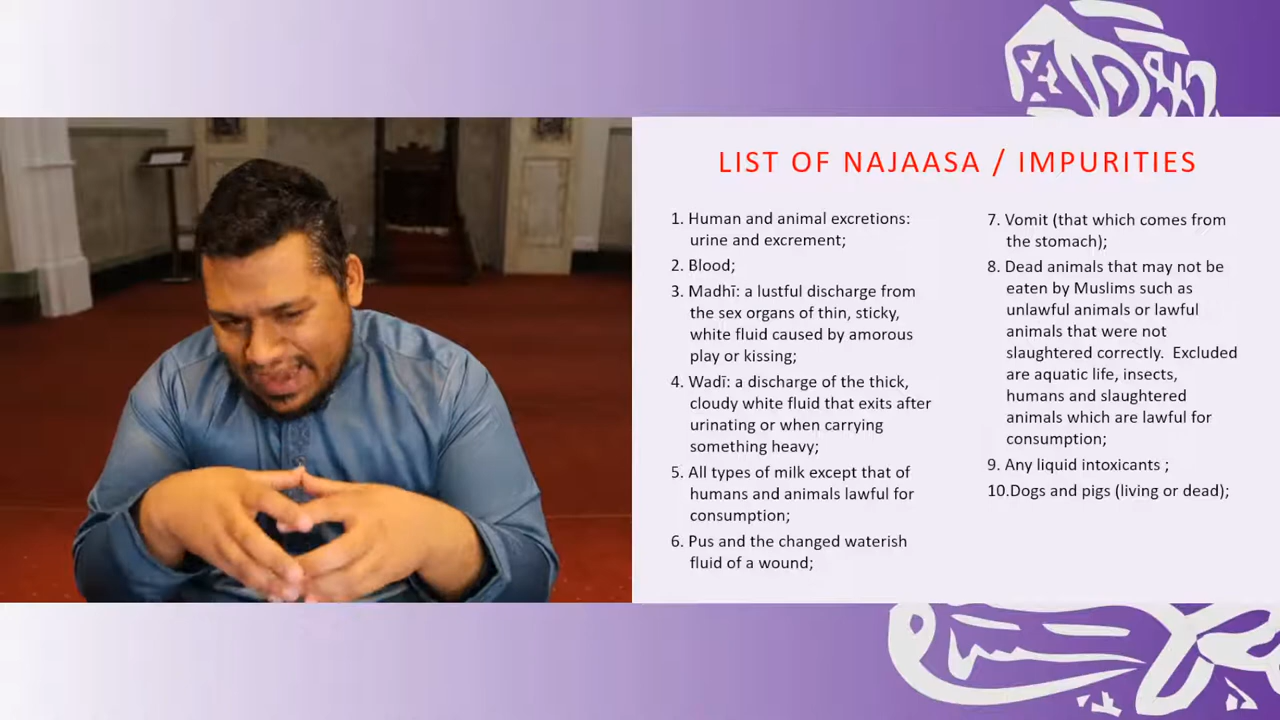 LIST OF NAJAASA / IMPURITIES
1. Human and animal excretions:
urine and excrement;
2. Blood;
3. Madhī: a lustful discharge from
the sex organs of thin, sticky,
white fluid caused by amorous
play or kissing;
4. Wadī: a discharge of the thick,
cloudy white fluid that exits after
urinating or when carrying
something heavy;
5. All types of milk except that of
humans and animals lawful for
consumption;
6. Pus and the changed waterish
fluid of a wound;
7. Vomit (that which comes from
the stomach);
8. Dead animals that may not be
eaten by Muslims such as
unlawful animals or lawful
animals that were not
slaughtered correctly.  Excluded
are aquatic life, insects,
humans and slaughtered
animals which are lawful for
consumption;
9. Any liquid intoxicants ;
10.Dogs and pigs (living or dead);